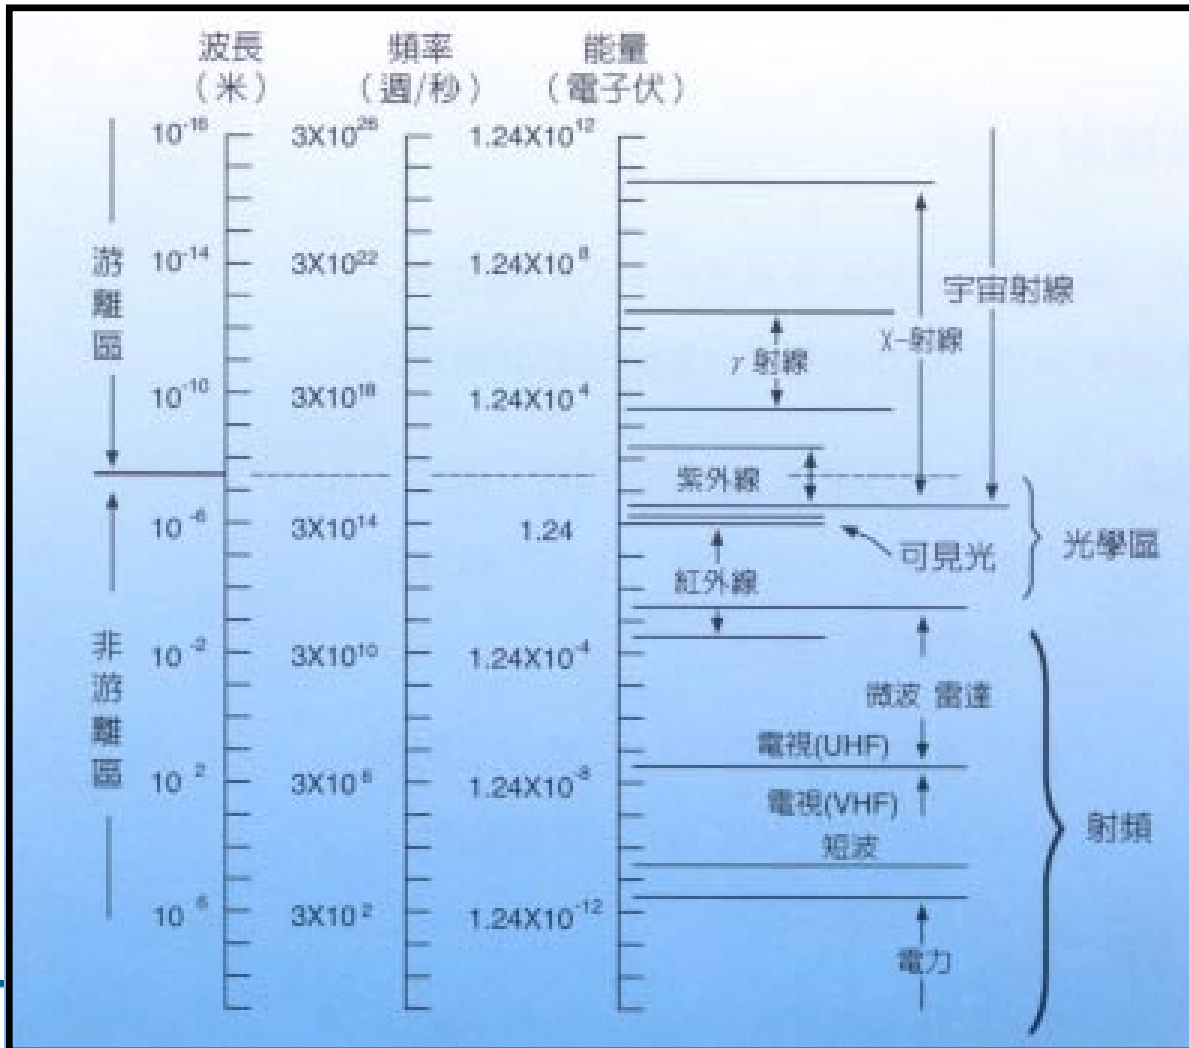 波長
(米)
頻率
(週/秒)
能量
(電子伏)
10⁻¹⁸ 3X10²⁶ 1.24X10¹²
10⁻¹⁴ 3X10²² 1.24X10⁸
10⁻¹⁰ 3X10¹⁸ 1.24X10⁴
10⁻⁶ 3X10¹⁴ 1.24
10⁻² 3X10¹⁰ 1.24X10⁻⁴
10² 3X10⁶ 1.24X10⁻⁸
10⁶ 3X10² 1.24X10⁻¹²
游離區
非游離區
宇宙射線
X-射線
γ射線
紫外線
可見光
光學區
紅外線
微波 雷達
電視(UHF)
電視(VHF)
短波
射頻
電力